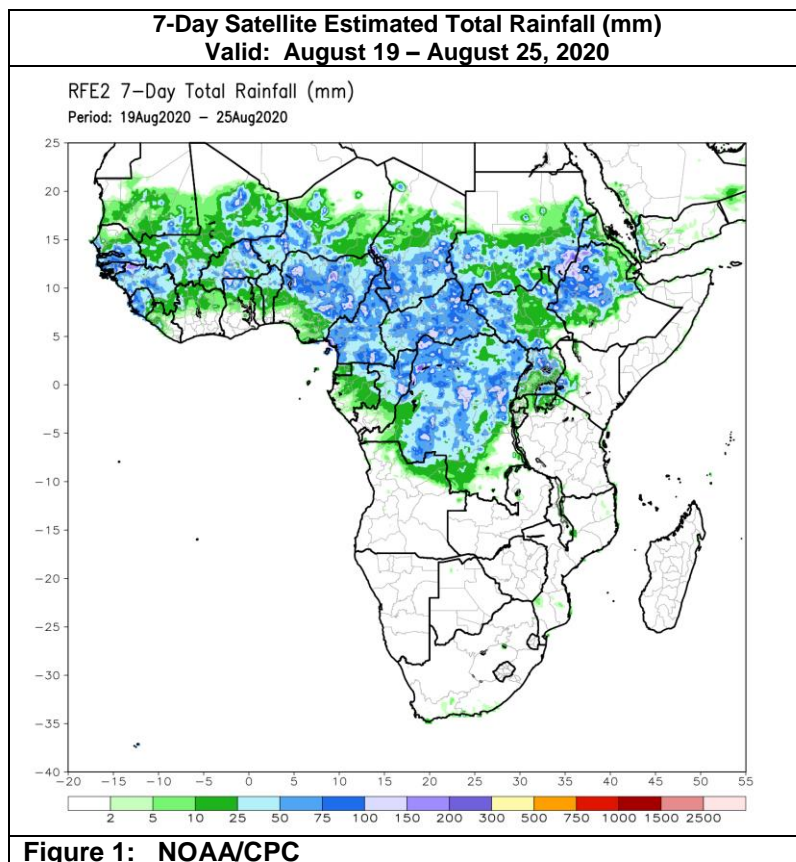 7-Day Satellite Estimated Total Rainfall (mm)
Valid: August 19 – August 25, 2020
RFE2 7-Day Total Rainfall (mm)
Period: 19Aug2020 – 25Aug2020
25
20
15
10
5
0
-5
-10
-15
-20
-25
-30
-35
-40
-20 -15 -10 -5 0 5 10 15 20 25 30 35 40 45 50 55
2 5 10 25 50 75 100 150 200 300 500 750 1000 1500 2500
Figure 1: NOAA/CPC